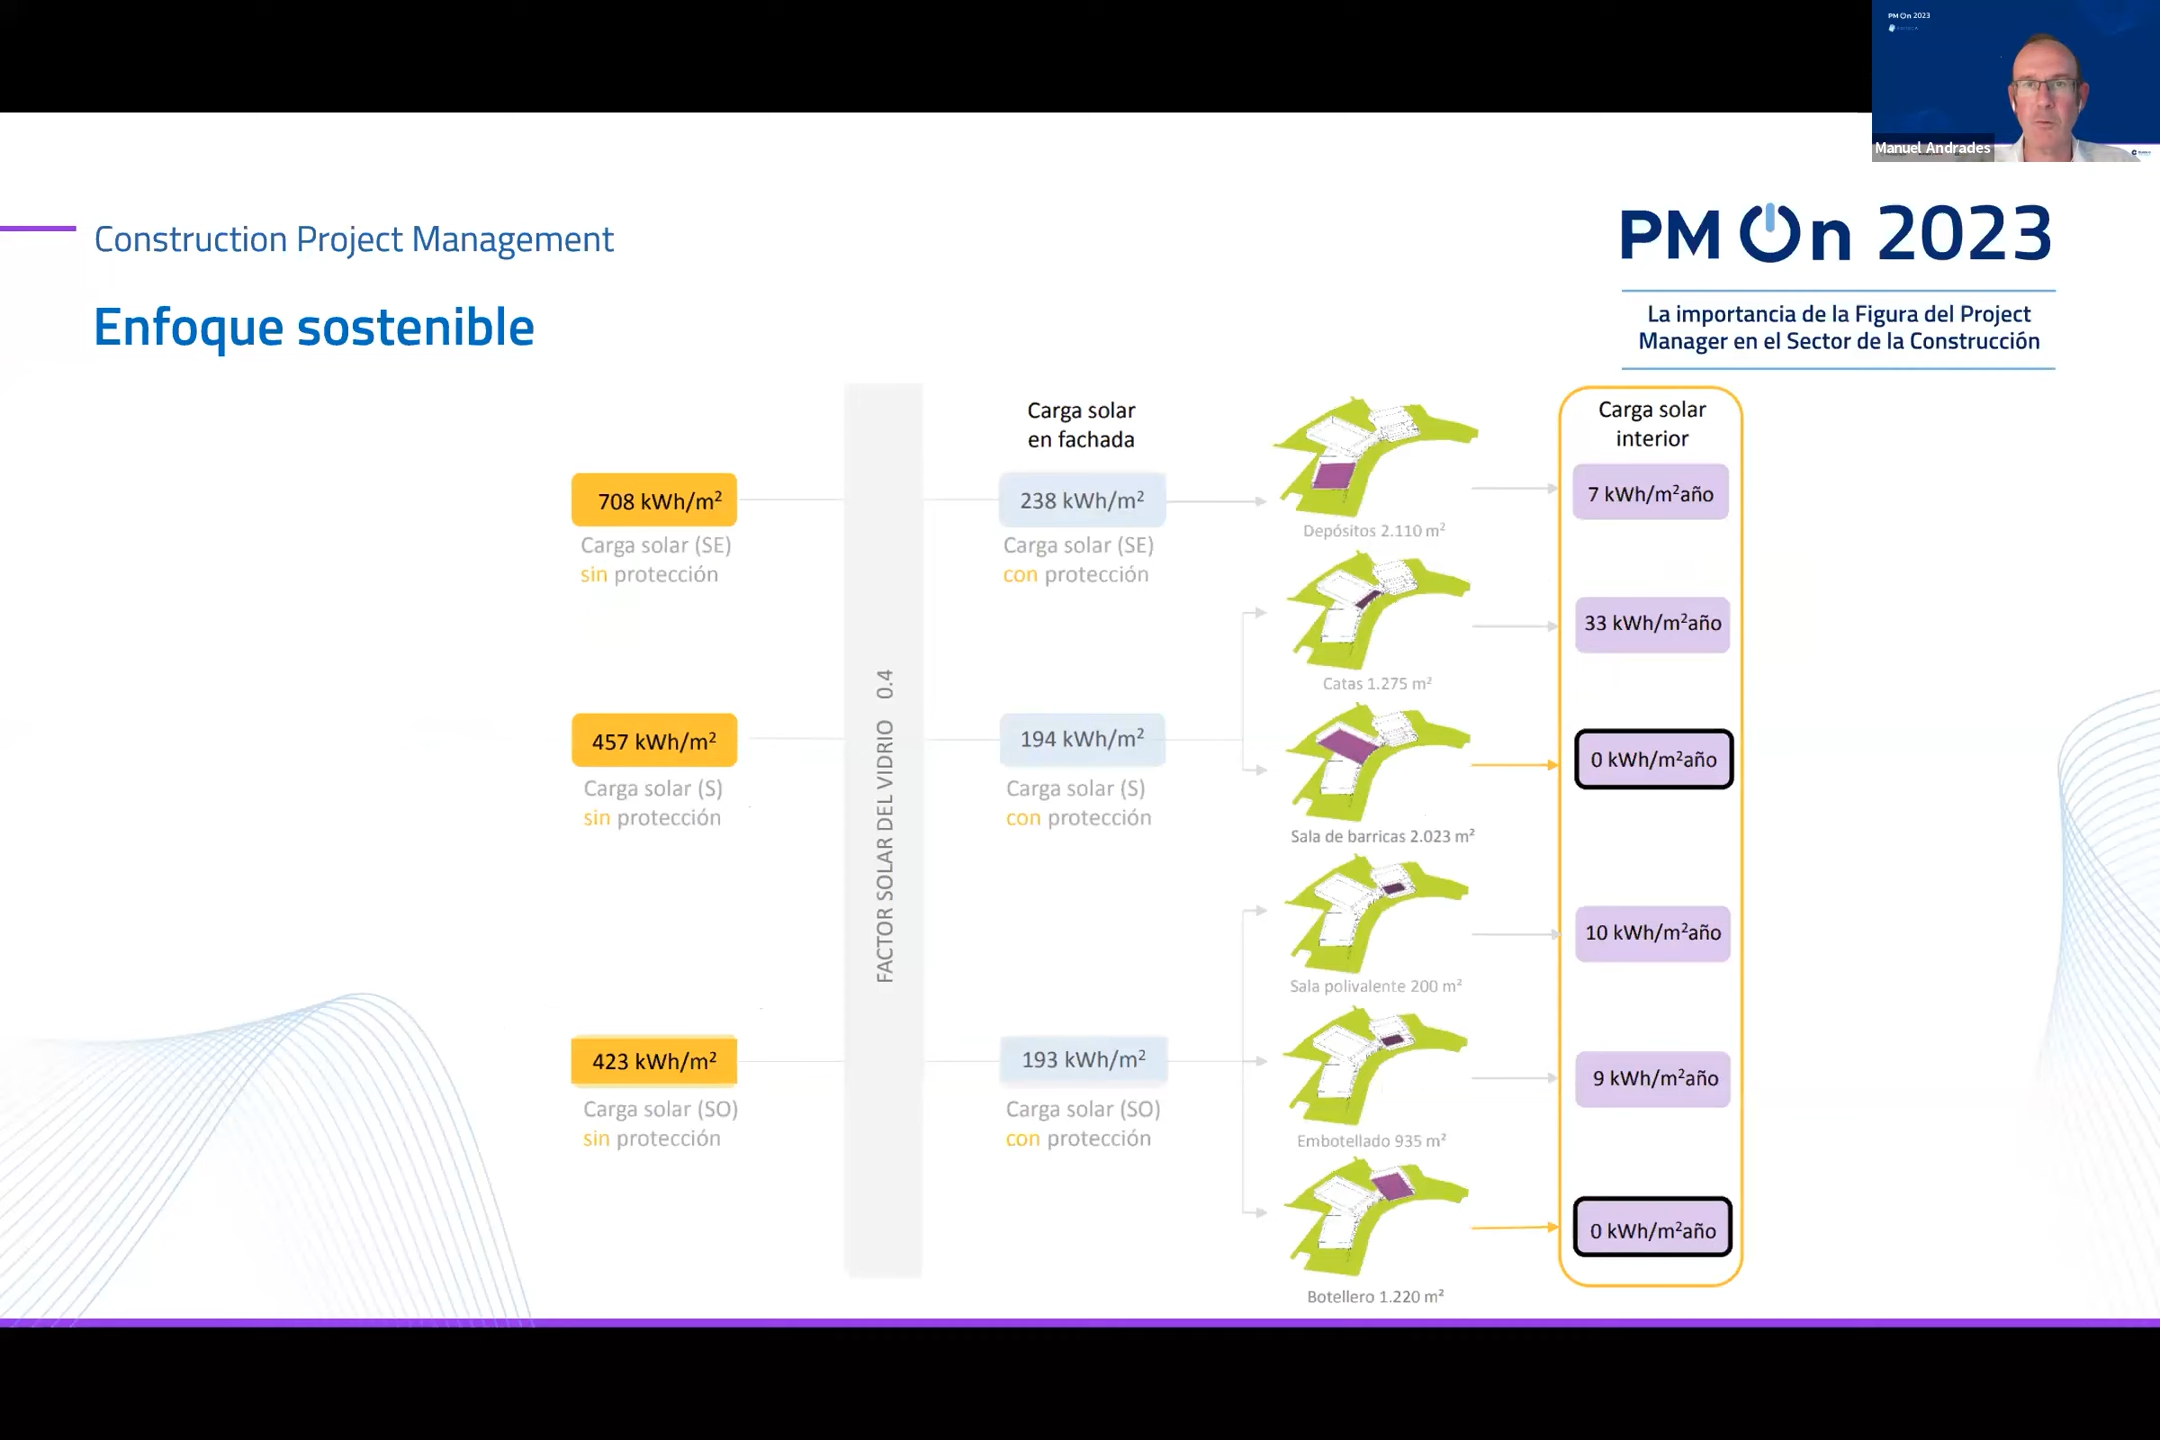 PM On 2023
Manuel Andrades
Construction Project Management
Enfoque sostenible
PM On 2023
La importancia de la Figura del Project
Manager en el Sector de la Construcción
708 kWh/m²
Carga solar (SE)
sin protección
457 kWh/m²
Carga solar (S)
sin protección
423 kWh/m²
Carga solar (SO)
sin protección
FACTOR SOLAR DEL VIDRIO 0.4
Carga solar
en fachada
238 kWh/m²
Carga solar (SE)
con protección
194 kWh/m²
Carga solar (S)
con protección
193 kWh/m²
Carga solar (SO)
con protección
Depósitos 2.110 m²
Catas 1.275 m²
Sala de barricas 2.023 m²
Sala polivalente 200 m²
Embotellado 935 m²
Botellero 1.220 m²
Carga solar
interior
7 kWh/m²año
33 kWh/m²año
0 kWh/m²año
10 kWh/m²año
9 kWh/m²año
0 kWh/m²año